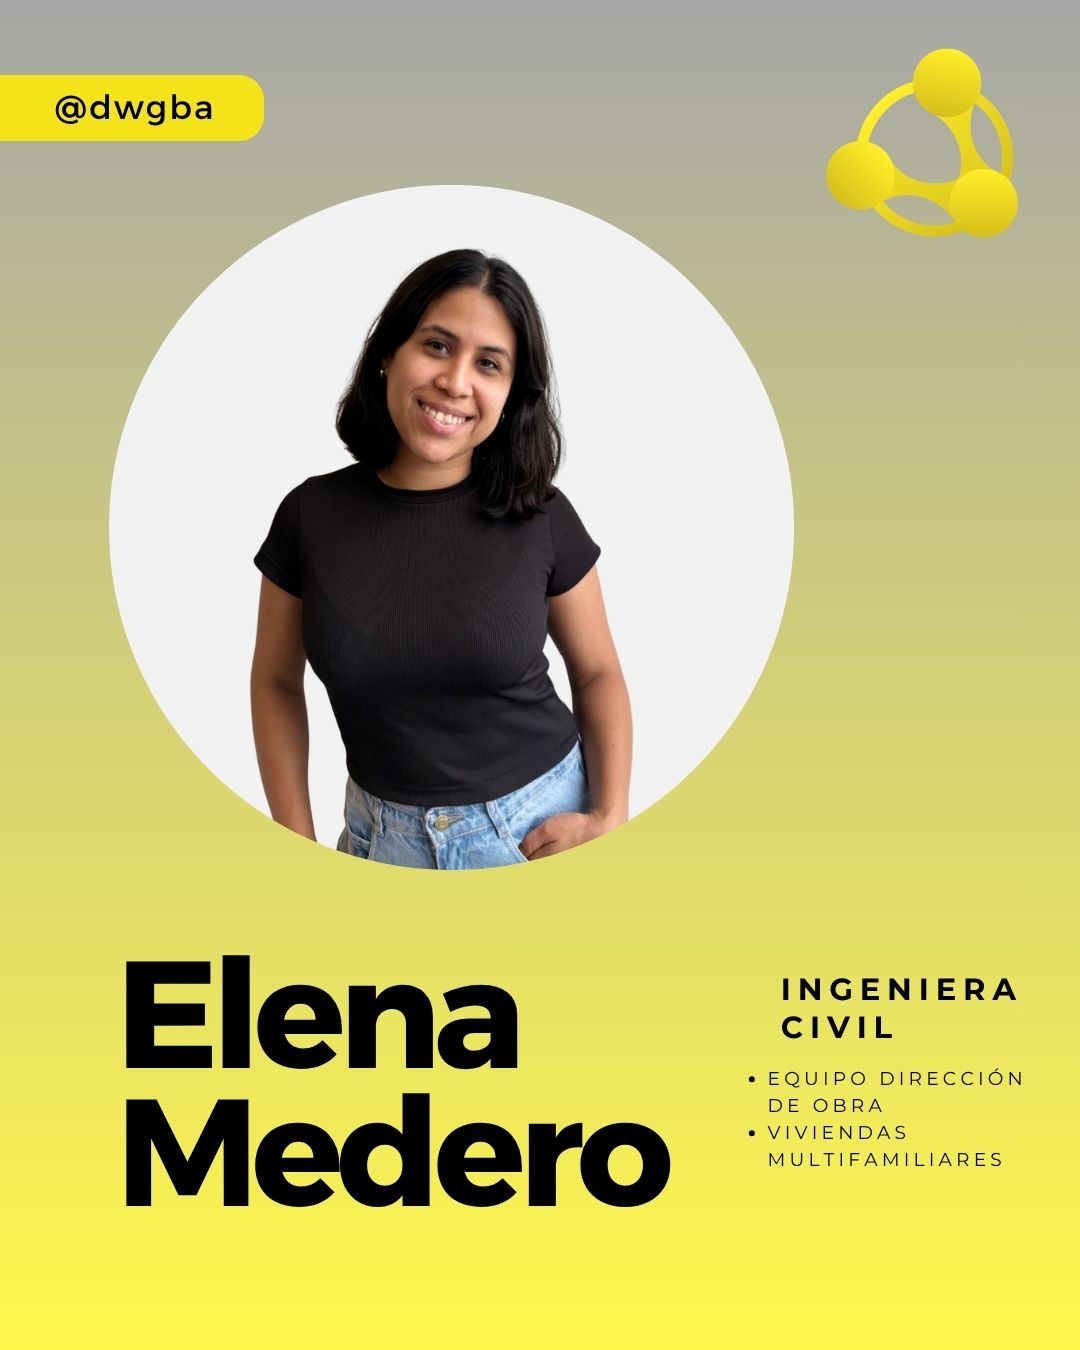 @dwgba
Elena
Medero
INGENIERA
CIVIL
• EQUIPO DIRECCIÓN
DE OBRA
• VIVIENDAS
MULTIFAMILIARES